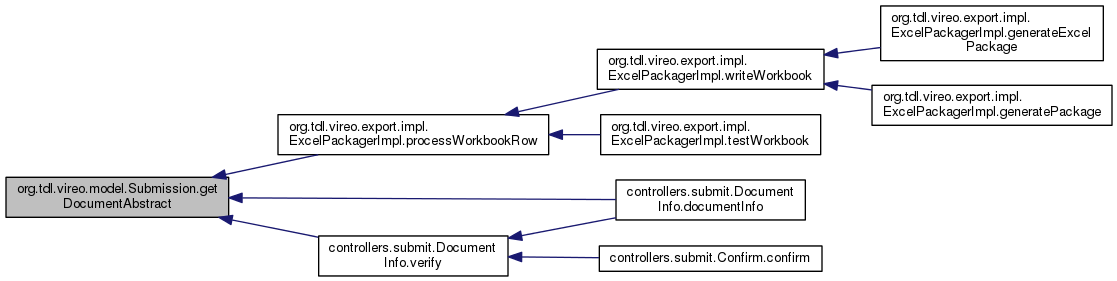 org.tdl.vireo.export.impl.
ExcelPackagerImpl.generateExcel
Package
org.tdl.vireo.export.impl.
ExcelPackagerImpl.writeWorkbook
org.tdl.vireo.export.impl.
ExcelPackagerImpl.generatePackage
org.tdl.vireo.export.impl.
ExcelPackagerImpl.processWorkbookRow
org.tdl.vireo.export.impl.
ExcelPackagerImpl.testWorkbook
org.tdl.vireo.model.Submission.get
DocumentAbstract
controllers.submit.Document
Info.documentInfo
controllers.submit.Document
Info.verify
controllers.submit.Confirm.confirm